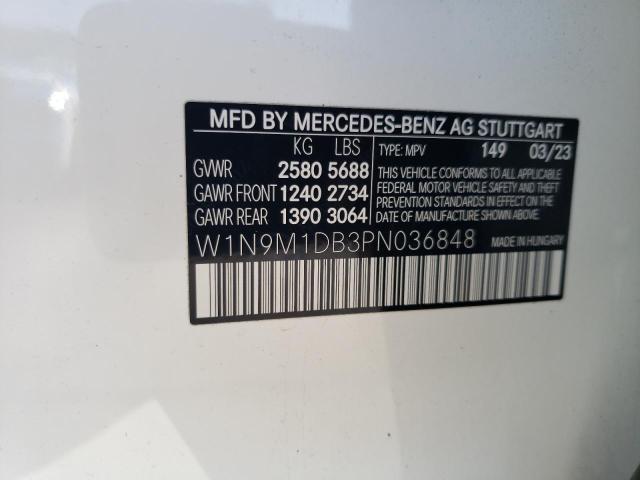 MFD BY MERCEDES-BENZ AG STUTTGART
KG LBS
GVWR 2580 5688
GAWR FRONT 1240 2734
GAWR REAR 1390 3064
TYPE: MPV 149 03/23
THIS VEHICLE CONFORMS TO ALL APPLICABLE
FEDERAL MOTOR VEHICLE SAFETY AND THEFT
PREVENTION STANDARDS IN EFFECT ON THE
DATE OF MANUFACTURE SHOWN ABOVE.
W1N9M1DB3PN036848 MADE IN HUNGARY